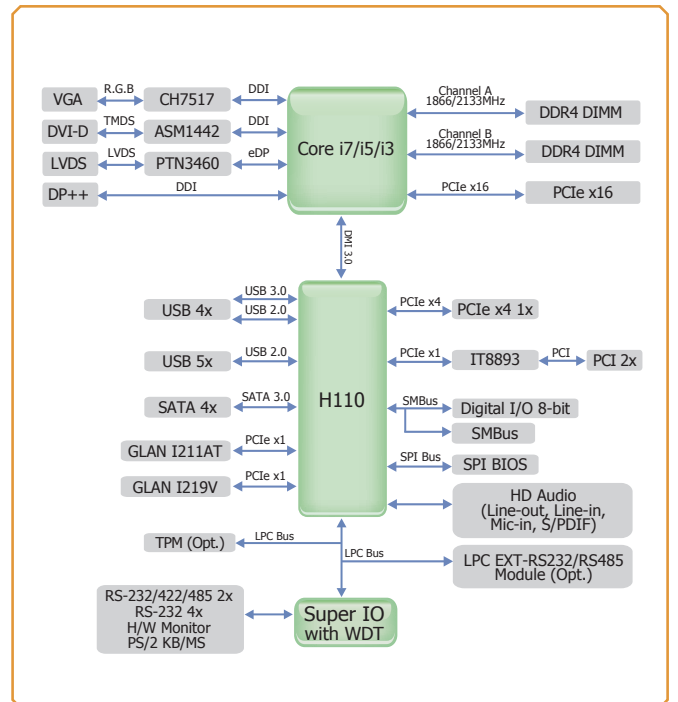 VGA R.G.B CH7517 DDI
DVI-D TMDS ASM1442 DDI
LVDS LVDS PTN3460 eDP
DP++ DDI
Core i7/i5/i3
Channel A
1866/2133MHz
DDR4 DIMM
Channel B
1866/2133MHz
DDR4 DIMM
PCIe x16 PCIe x16
DMI 3.0
USB 4x USB 3.0
USB 2.0
USB 5x USB 2.0
SATA 4x SATA 3.0
GLAN I211AT PCIe x1
GLAN I219V PCIe x1
H110
PCIe x4 PCIe x4 1x
PCIe x1 IT8893 PCI PCI 2x
SMBus Digital I/O 8-bit
SMBus
SPI Bus SPI BIOS
HD Audio
(Line-out, Line-in,
Mic-in, S/PDIF)
TPM (Opt.) LPC Bus
LPC Bus
LPC EXT-RS232/RS485
Module (Opt.)
RS-232/422/485 2x
RS-232 4x
H/W Monitor
PS/2 KB/MS
Super IO
with WDT